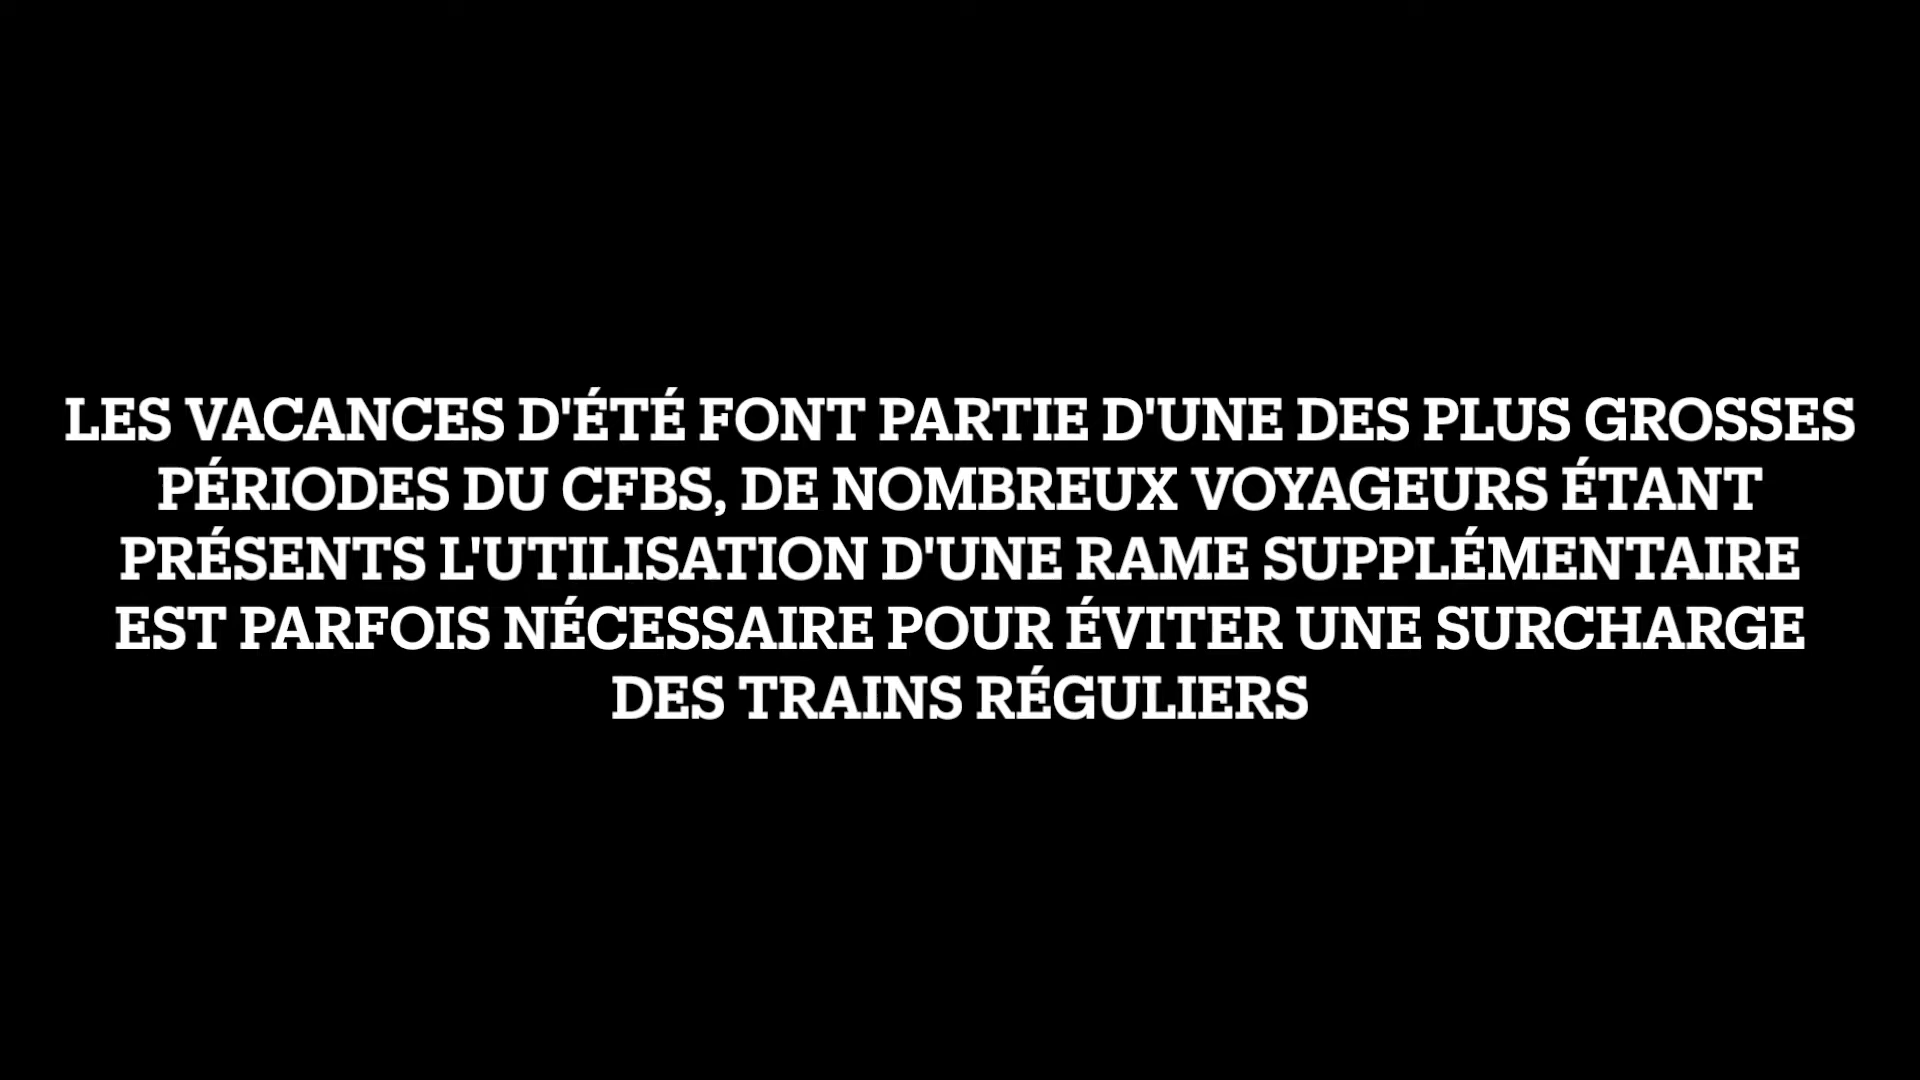 LES VACANCES D'ÉTÉ FONT PARTIE D'UNE DES PLUS GROSSES
PÉRIODES DU CFBS, DE NOMBREUX VOYAGEURS ÉTANT
PRÉSENTS L'UTILISATION D'UNE RAME SUPPLÉMENTAIRE
EST PARFOIS NÉCESSAIRE POUR ÉVITER UNE SURCHARGE
DES TRAINS RÉGULIERS